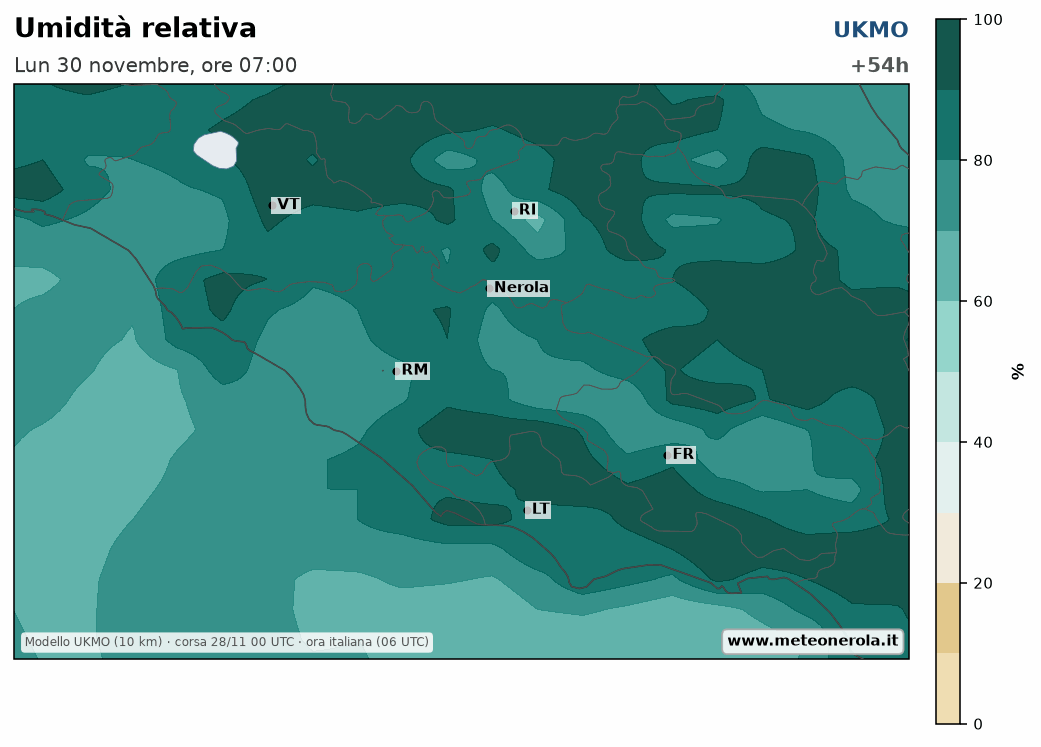 Umidità relativa
UKMO
Lun 30 novembre, ore 07:00
+54h
100
80
60
40
20
0
%
VT
RI
Nerola
RM
FR
LT
Modello UKMO (10 km) · corsa 28/11 00 UTC · ora italiana (06 UTC)
www.meteonerola.it